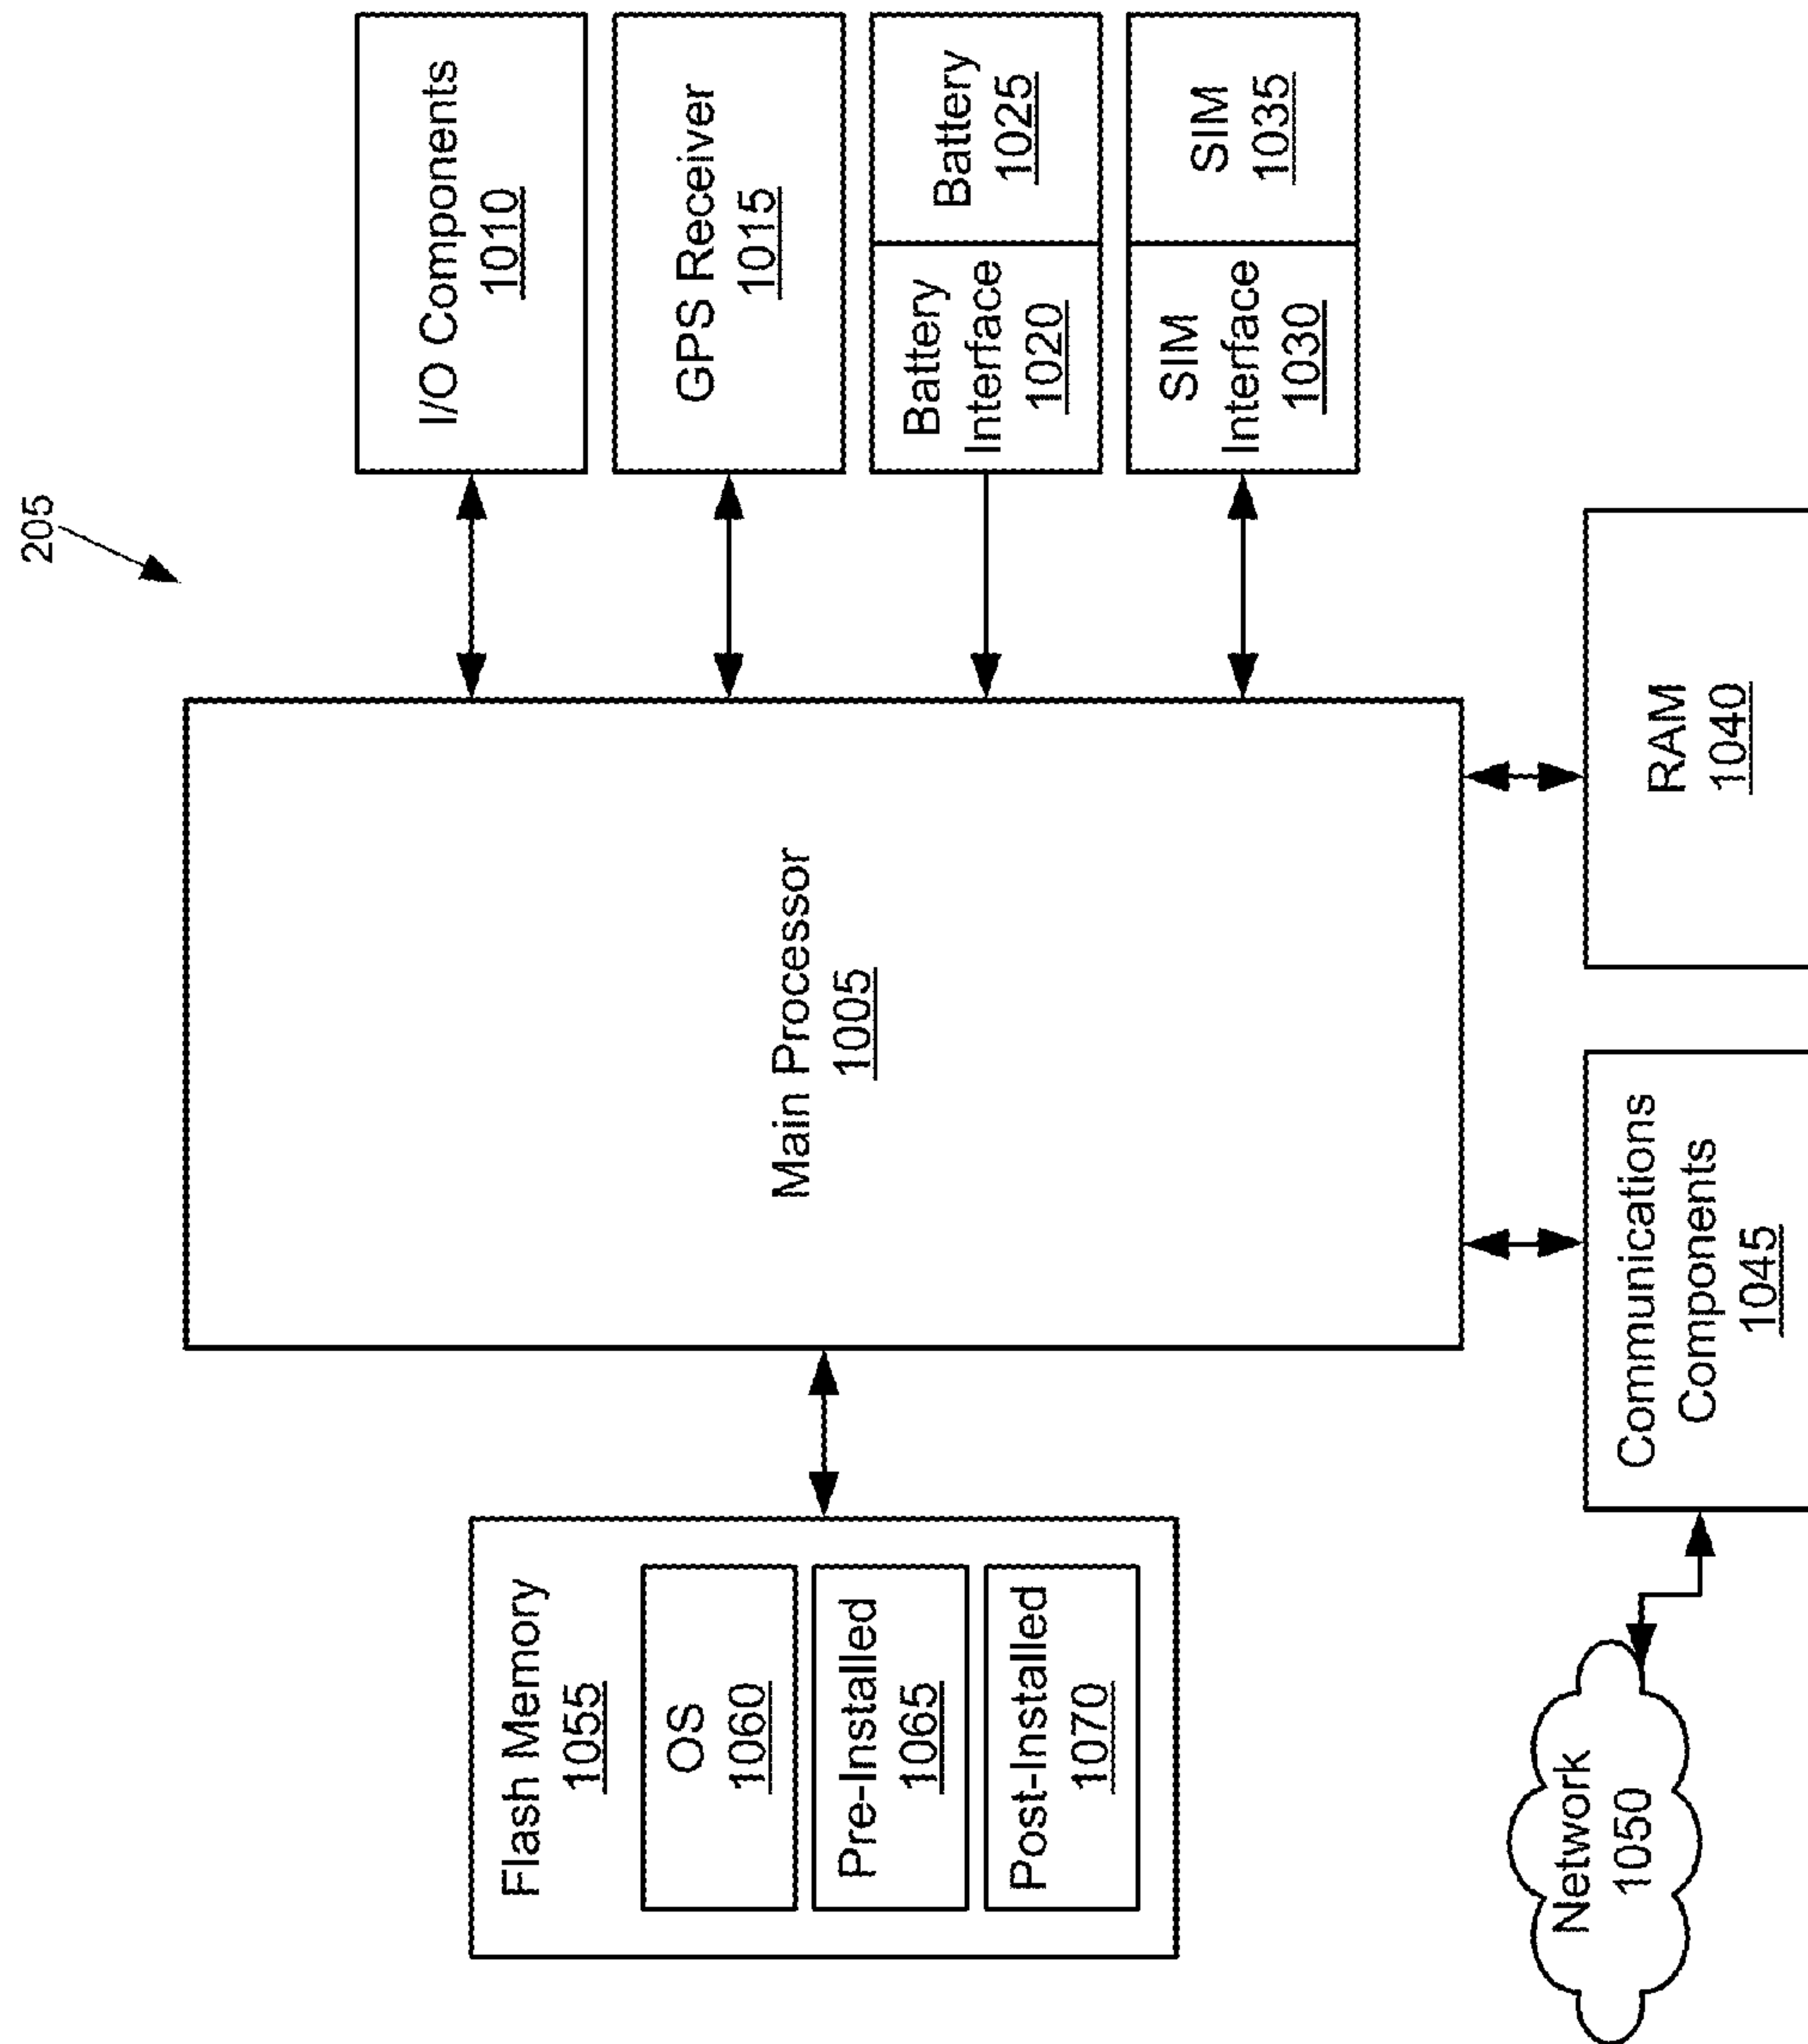 205
Flash Memory
1055
OS
1060
Pre-Installed
1065
Post-Installed
1070
Main Processor
1005
I/O Components
1010
GPS Receiver
1015
Battery
Interface
1020
Battery
1025
SIM
Interface
1030
SIM
1035
Network
1050
Communications
Components
1045
RAM
1040